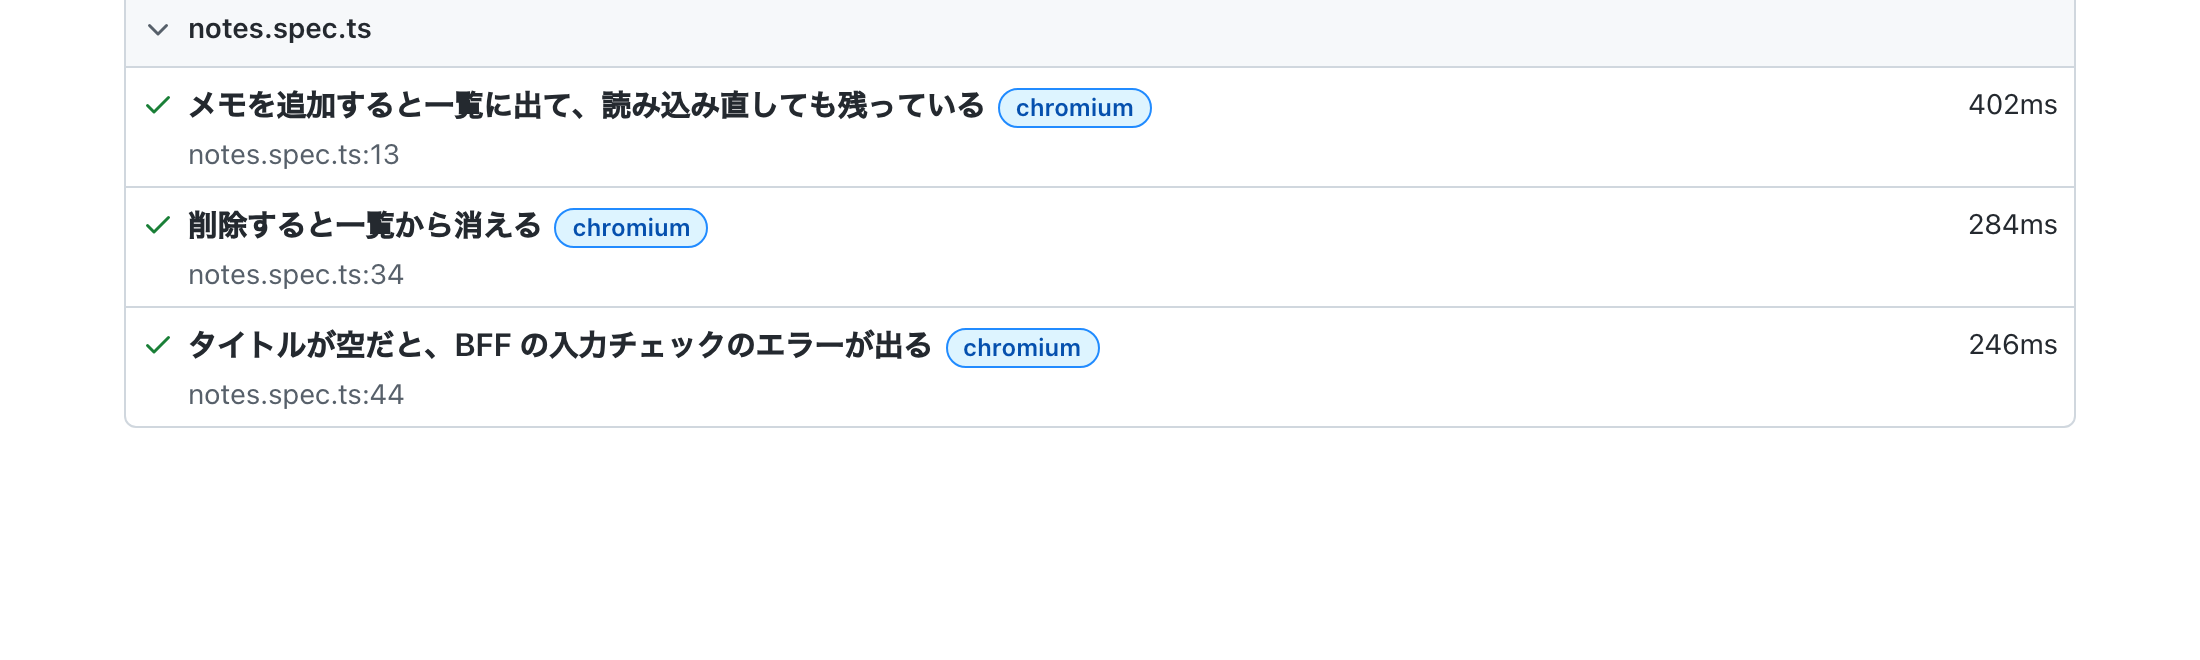 notes.spec.ts
メモを追加すると一覧に出て、読み込み直しても残っている chromium 402ms
notes.spec.ts:13
削除すると一覧から消える chromium 284ms
notes.spec.ts:34
タイトルが空だと、BFF の入力チェックのエラーが出る chromium 246ms
notes.spec.ts:44